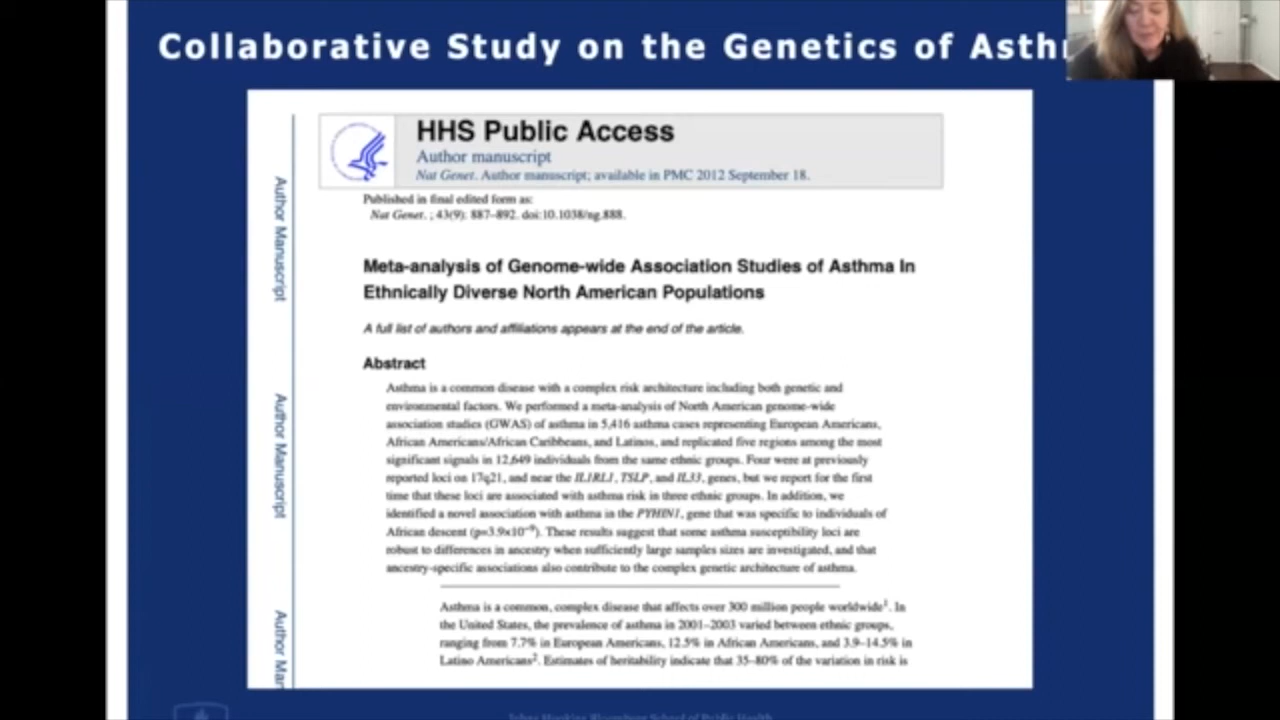 Collaborative Study on the Genetics of Asth
HHS Public Access
Author manuscript
Nat Genet. Author manuscript; available in PMC 2012 September 18.
Published in final edited form as:
Nat Genet. ; 43(9): 887–892. doi:10.1038/ng.888.
Meta-analysis of Genome-wide Association Studies of Asthma In
Ethnically Diverse North American Populations
A full list of authors and affiliations appears at the end of the article.
Abstract
Asthma is a common disease with a complex risk architecture including both genetic and
environmental factors. We performed a meta-analysis of North American genome-wide
association studies (GWAS) of asthma in 5,416 asthma cases representing European Americans,
African Americans/African Caribbeans, and Latinos, and replicated five regions among the most
significant signals in 12,649 individuals from the same ethnic groups. Four were at previously
reported loci on 17q21, and near the IL1RL1, TSLP, and IL33, genes, but we report for the first
time that these loci are associated with asthma risk in three ethnic groups. In addition, we
identified a novel association with asthma in the PYHIN1, gene that was specific to individuals of
African descent (p=3.9×10⁻⁹). These results suggest that some asthma susceptibility loci are
robust to differences in ancestry when sufficiently large samples sizes are investigated, and that
ancestry-specific associations also contribute to the complex genetic architecture of asthma.
Asthma is a common, complex disease that affects over 300 million people worldwide¹. In
the United States, the prevalence of asthma in 2001–2003 varied between ethnic groups,
ranging from 7.7% in European Americans, 12.5% in African Americans, and 3.9–14.5% in
Latino Americans². Estimates of heritability indicate that 35–80% of the variation in risk is
Author Manuscript
Author Manuscript
Author Man
Johns Hopkins Bloomberg School of Public Health